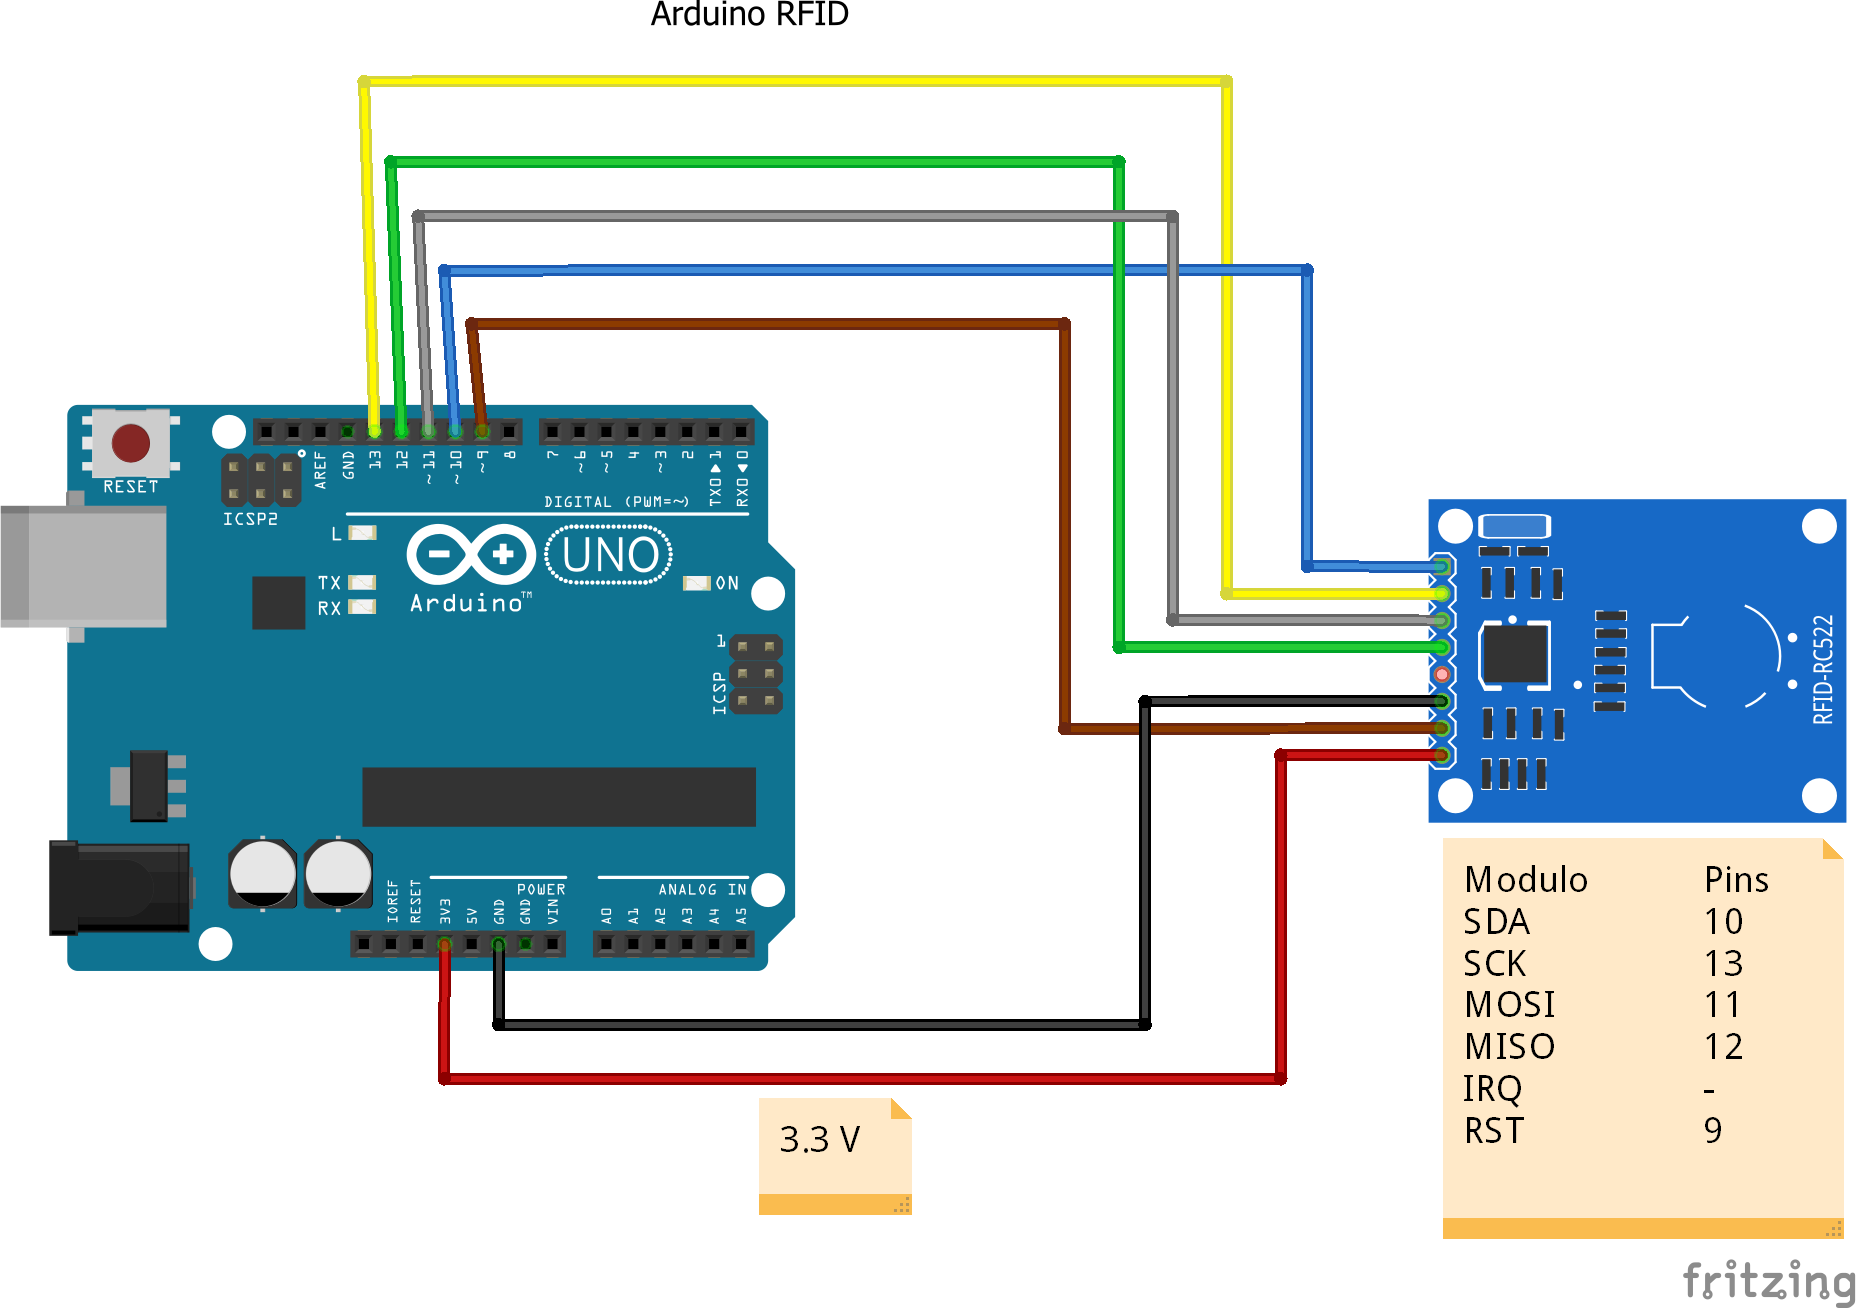 Arduino RFID
RESET
ICSP2
AREF
GND
13
12
~11
~10
~9
8
7
~6
~5
4
~3
2
TX0 ▶ 1
RX0 ◀ 0
DIGITAL (PWM=~)
L
TX
RX
UNO
ON
Arduino™
1
ICSP
RFID-RC522
POWER
ANALOG IN
IOREF
RESET
3V3
5V
GND
GND
VIN
A0
A1
A2
A3
A4
A5
Modulo Pins
SDA 10
SCK 13
MOSI 11
MISO 12
IRQ -
RST 9
3.3 V
fritzing